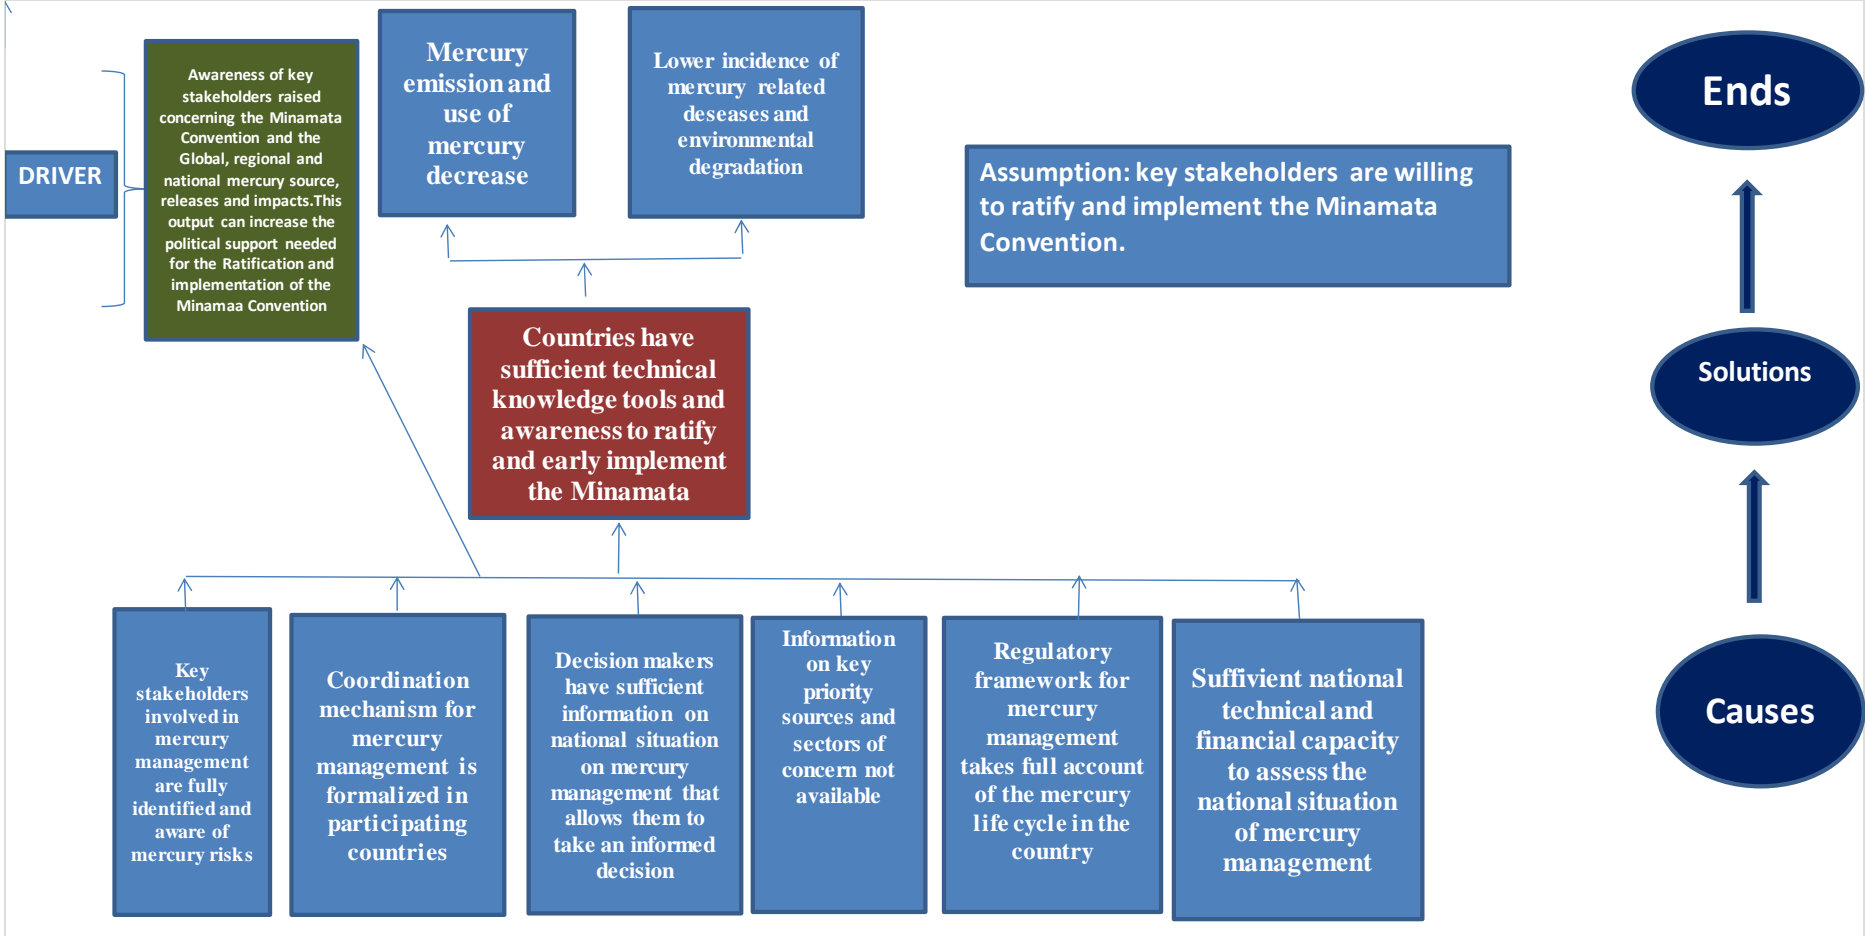 DRIVER
Awareness of key
stakeholders raised
concerning the Minamata
Convention and the
Global, regional and
national mercury source,
releases and impacts.This
output can increase the
political support needed
for the Ratification and
implementation of the
Minamaa Convention
Mercury
emission and
use of
mercury
decrease
Lower incidence of
mercury related
deseases and
environmental
degradation
Assumption: key stakeholders are willing
to ratify and implement the Minamata
Convention.
Ends
Countries have
sufficient technical
knowledge tools and
awareness to ratify
and early implement
the Minamata
Solutions
Key
stakeholders
involved in
mercury
management
are fully
identified and
aware of
mercury risks
Coordination
mechanism for
mercury
management is
formalized in
participating
countries
Decision makers
have sufficient
information on
national situation
on mercury
management that
allows them to
take an informed
decision
Information
on key
priority
sources and
sectors of
concern not
available
Regulatory
framework for
mercury
management
takes full account
of the mercury
life cycle in the
country
Suffivient national
technical and
financial capacity
to assess the
national situation
of mercury
management
Causes